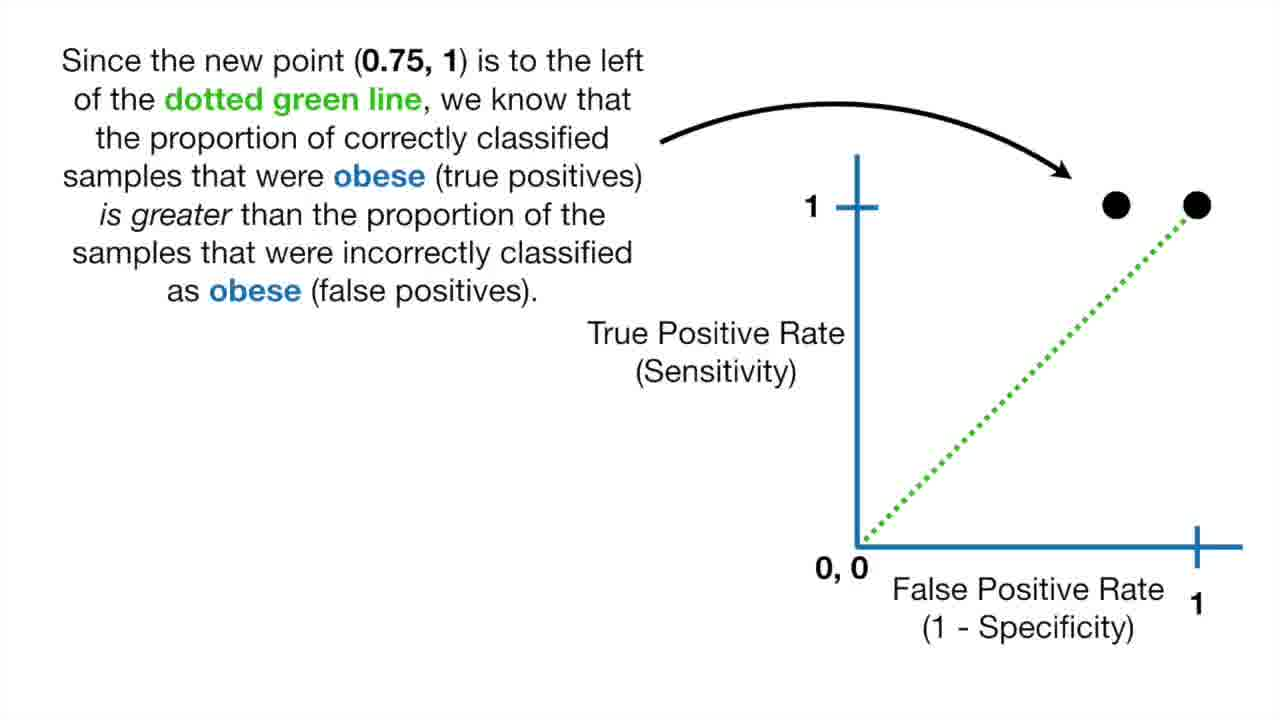 Since the new point (0.75, 1) is to the left
of the dotted green line, we know that
the proportion of correctly classified
samples that were obese (true positives)
is greater than the proportion of the
samples that were incorrectly classified
as obese (false positives).
1
True Positive Rate
(Sensitivity)
0, 0
False Positive Rate
(1 - Specificity)
1